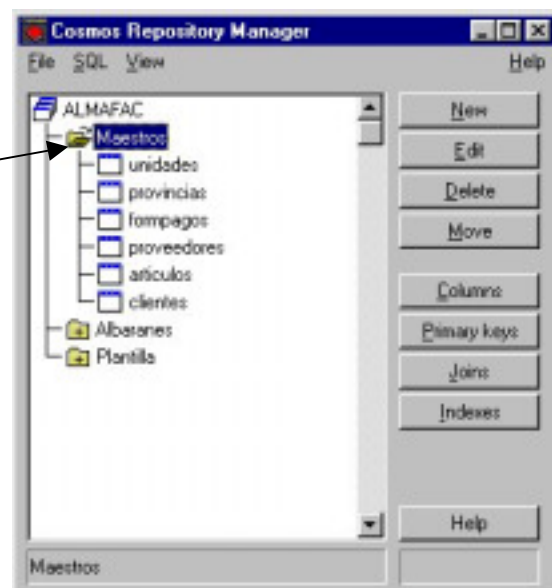 Cosmos Repository Manager
File SQL View Help
ALMAFAC
Maestros
unidades
provincias
formpagos
proveedores
articulos
clientes
Albaranes
Plantilla
New
Edit
Delete
Move
Columns
Primary keys
Joins
Indexes
Help
Maestros